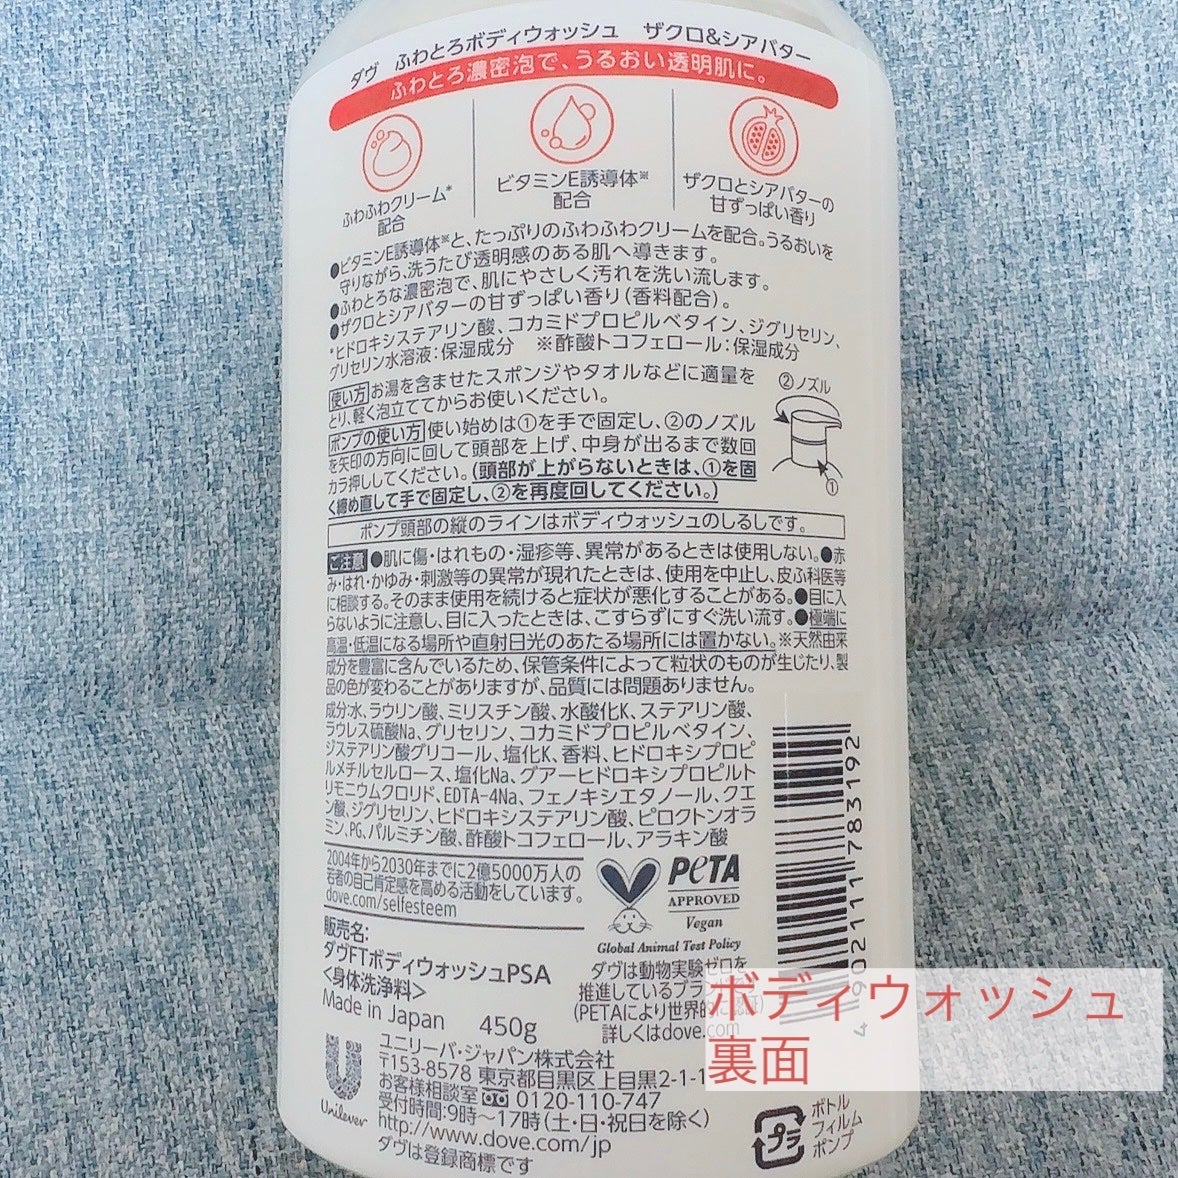 ダヴ ふわとろボディウォッシュ ザクロ&シアバター
ふわとろ濃密泡で、うるおい透明肌に。
ふわふわクリーム*
配合
ビタミンE誘導体※
配合
ザクロとシアバターの
甘ずっぱい香り
●ビタミンE誘導体※と、たっぷりのふわふわクリームを配合。うるおいを
守りながら、洗うたび透明感のある肌へ導きます。
●ふわとろな濃密泡で、肌にやさしく汚れを洗い流します。
●ザクロとシアバターの甘ずっぱい香り(香料配合)。
*ヒドロキシステアリン酸、コカミドプロピルベタイン、ジグリセリン、
グリセリン水溶液:保湿成分 ※酢酸トコフェロール:保湿成分
使い方 お湯を含ませたスポンジやタオルなどに適量を
とり、軽く泡立ててからお使いください。
ポンプの使い方 使い始めは①を手で固定し、②のノズル
を矢印の方向に回して頭部を上げ、中身が出るまで数回
カラ押ししてください。(頭部が上がらないときは、①を固
く締め直して手で固定し、②を再度回してください。)
②ノズル
①
ポンプ頭部の縦のラインはボディウォッシュのしるしです。
ご注意 ●肌に傷・はれもの・湿疹等、異常があるときは使用しない。●赤
み・はれ・かゆみ・刺激等の異常が現れたときは、使用を中止し、皮ふ科医等
に相談する。そのまま使用を続けると症状が悪化することがある。●目に入
らないように注意し、目に入ったときは、こすらずにすぐ洗い流す。●極端に
高温・低温になる場所や直射日光のあたる場所には置かない。※天然由来
成分を豊富に含んでいるため、保管条件によって粒状のものが生じたり、製
品の色が変わることがありますが、品質には問題ありません。
成分:水、ラウリン酸、ミリスチン酸、水酸化K、ステアリン酸、
ラウレス硫酸Na、グリセリン、コカミドプロピルベタイン、
ジステアリン酸グリコール、塩化K、香料、ヒドロキシプロピ
ルメチルセルロース、塩化Na、グアーヒドロキシプロピルト
リモニウムクロリド、EDTA-4Na、フェノキシエタノール、クエ
ン酸、ジグリセリン、ヒドロキシステアリン酸、ピロクトンオラ
ミン、PG、パルミチン酸、酢酸トコフェロール、アラキン酸
2004年から2030年までに2億5000万人の
若者の自己肯定感を高める活動をしています。
dove.com/selfesteem
PETA
APPROVED
Vegan
Global Animal Test Policy
ダヴは動物実験ゼロを
推進しているブラ
(PETAにより世界的に認証)
詳しくはdove.com
販売名:
ダヴFTボディウォッシュPSA
<身体洗浄料>
Made in Japan 450g
4 902111 783192
ボディウォッシュ
裏面
Unilever
ユニリーバ・ジャパン株式会社
〒153-8578 東京都目黒区上目黒2-1-1
お客様相談室 0120-110-747
受付時間:9時~17時(土・日・祝日を除く)
http://www.dove.com/jp
ダヴは登録商標です
プラ
ボトル
フィルム
ポンプ